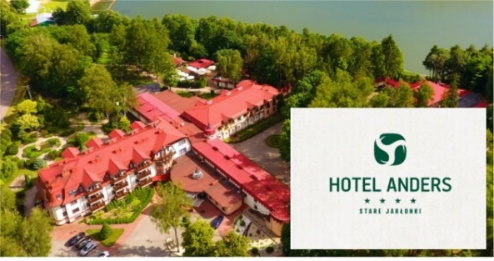 HOTEL ANDERS
★ ★ ★ ★
STARE JABŁONKI